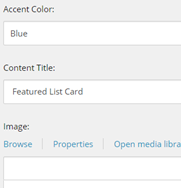 Accent Color:
Blue
Content Title:
Featured List Card
Image:
Browse Properties Open media libra